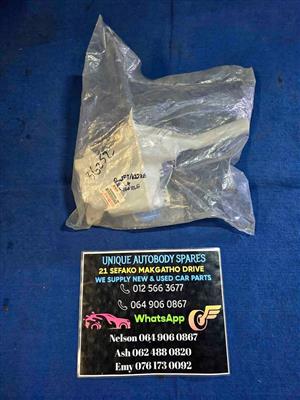 UNIQUE AUTOBODY SPARES
21 SEFAKO MAKGATHO DRIVE
WE SUPPLY NEW & USED CAR PARTS
012 566 3677
064 906 0867
WhatsApp
Nelson 064 906 0867
Ash 062 488 0820
Emy 076 173 0092